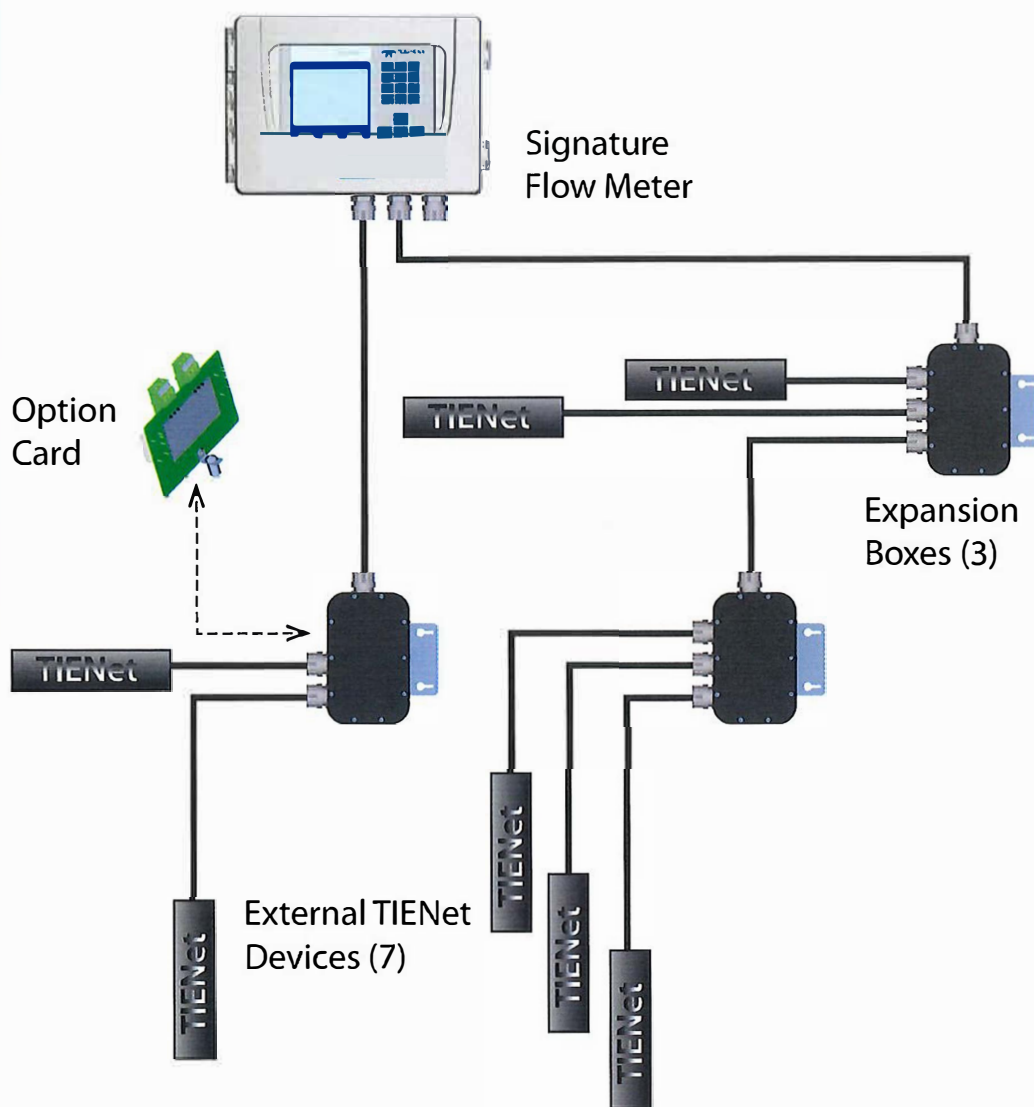 Signature
Flow Meter
TIENet
TIENet
Option
Card
Expansion
Boxes (3)
TIENet
TIENet
TIENet
TIENet
TIENet
External TIENet
Devices (7)